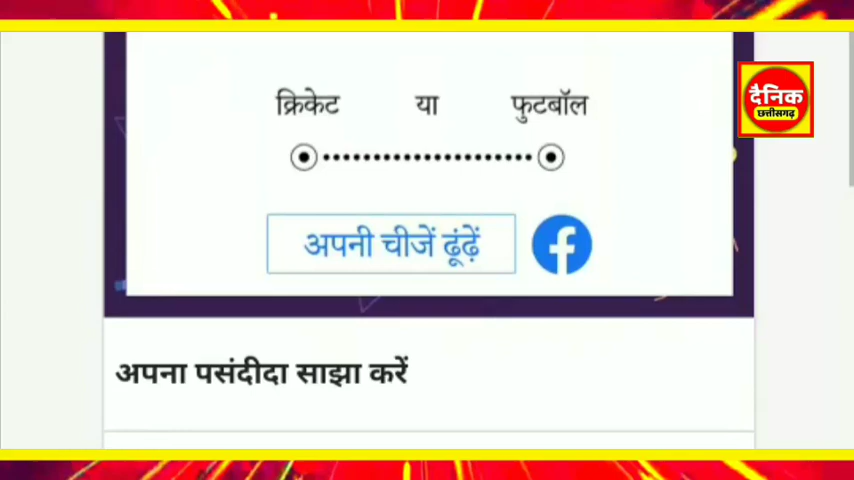 क्रिकेट या फुटबॉल
दैनिक
छत्तीसगढ़
अपनी चीजें ढूंढ़ें
अपना पसंदीदा साझा करें